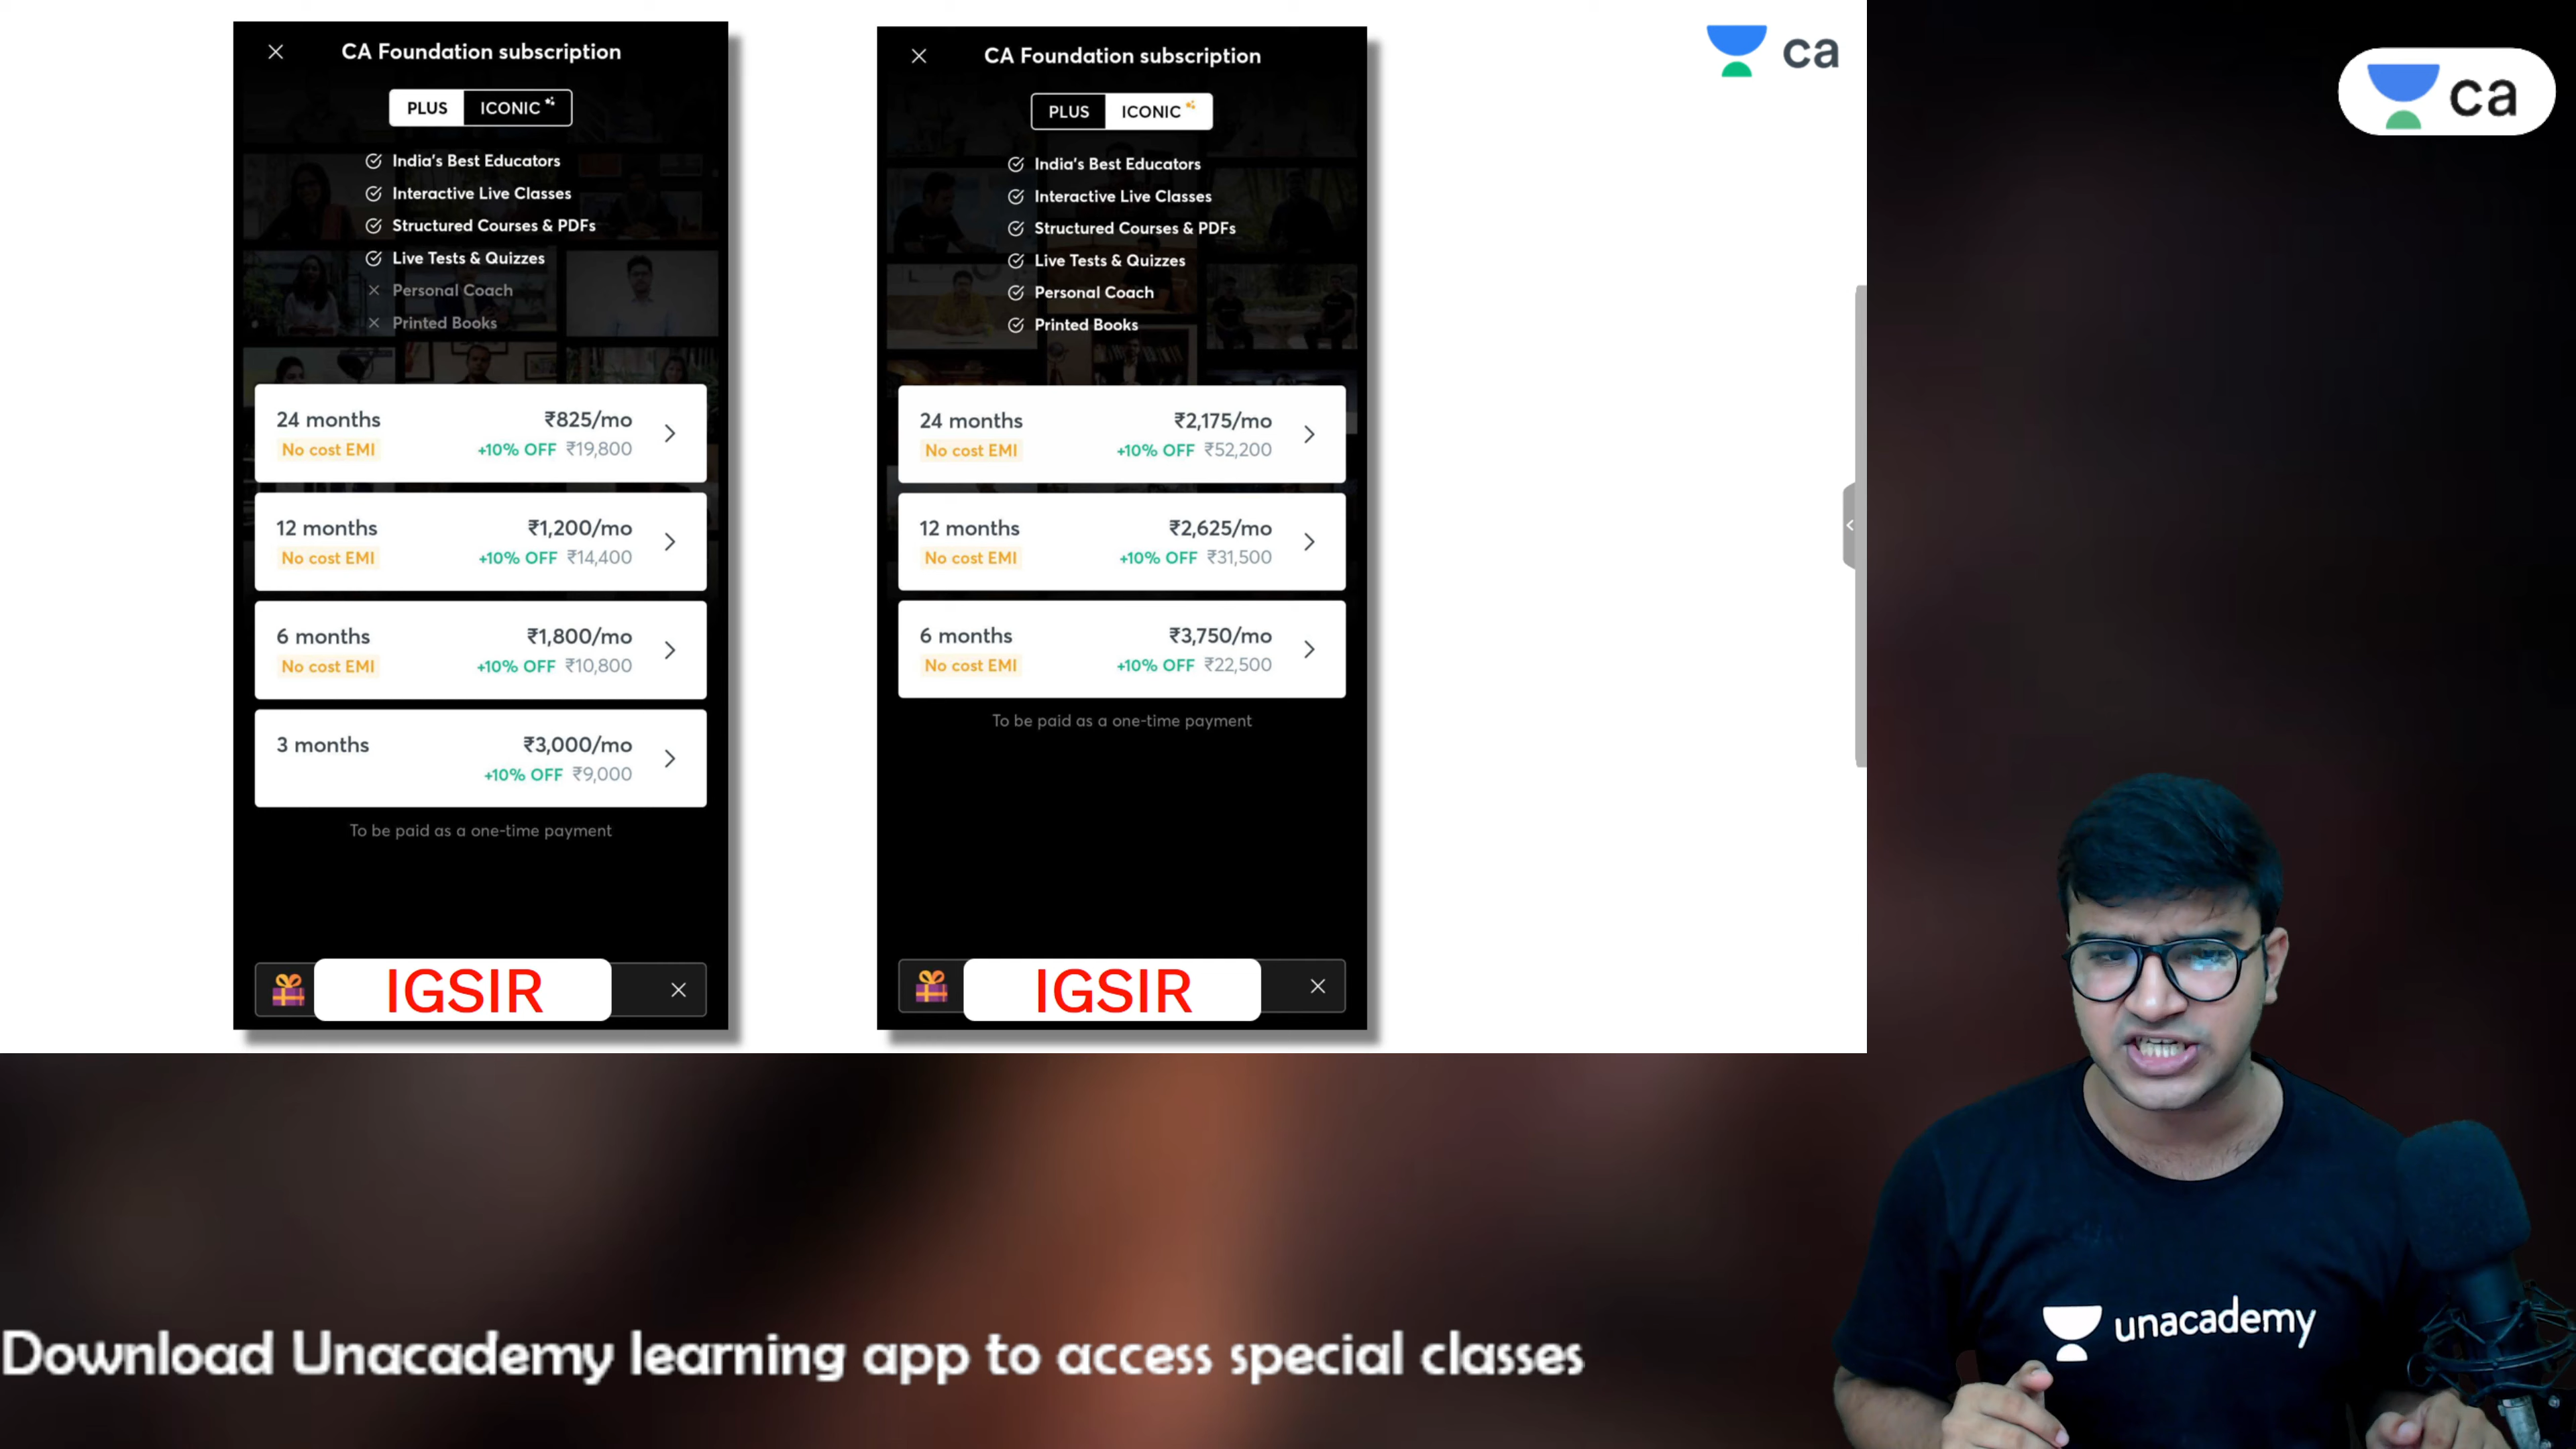 CA Foundation subscription
PLUS ICONIC
India's Best Educators
Interactive Live Classes
Structured Courses & PDFs
Live Tests & Quizzes
Personal Coach
Printed Books
24 months ₹825/mo
No cost EMI +10% OFF ₹19,800
12 months ₹1,200/mo
No cost EMI +10% OFF ₹14,400
6 months ₹1,800/mo
No cost EMI +10% OFF ₹10,800
3 months ₹3,000/mo
+10% OFF ₹9,000
To be paid as a one-time payment
IGSIR
CA Foundation subscription
PLUS ICONIC
India's Best Educators
Interactive Live Classes
Structured Courses & PDFs
Live Tests & Quizzes
Personal Coach
Printed Books
24 months ₹2,175/mo
No cost EMI +10% OFF ₹52,200
12 months ₹2,625/mo
No cost EMI +10% OFF ₹31,500
6 months ₹3,750/mo
No cost EMI +10% OFF ₹22,500
To be paid as a one-time payment
IGSIR
ca
ca
unacademy
Download Unacademy learning app to access special classes